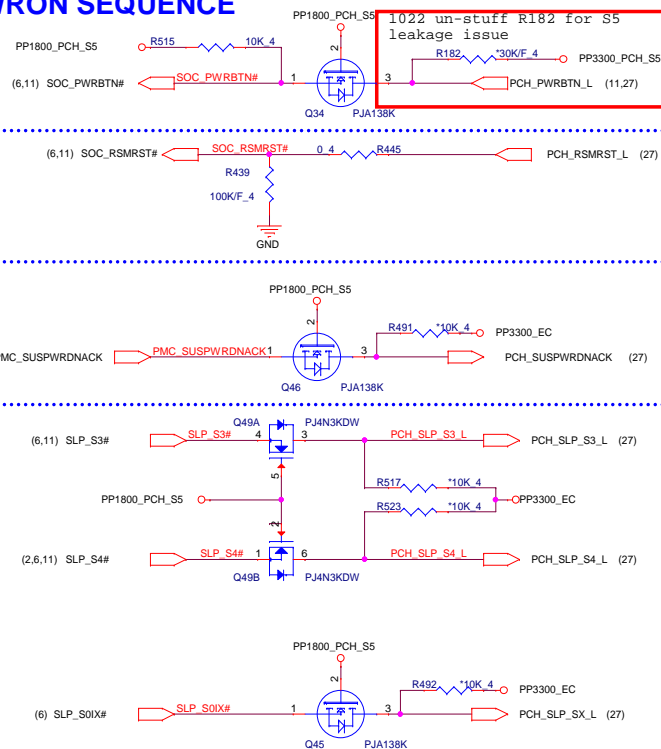 WRON SEQUENCE
1022 un-stuff R182 for S5
leakage issue
PP1800_PCH_S5
PP1800_PCH_S5 R515 10K_4
2
R182 *30K/F_4 PP3300_PCH_S5
(6,11) SOC_PWRBTN# SOC_PWRBTN# 1 3 PCH_PWRBTN_L (11,27)
Q34 PJA138K
(6,11) SOC_RSMRST# SOC_RSMRST# 0_4 R445 PCH_RSMRST_L (27)
R439
100K/F_4
GND
PP1800_PCH_S5
2
R491 *10K_4 PP3300_EC
PMC_SUSPWRDNACK PMC_SUSPWRDNACK 1 3 PCH_SUSPWRDNACK (27)
Q46 PJA138K
Q49A PJ4N3KDW
(6,11) SLP_S3# SLP_S3# 4 3 PCH_SLP_S3_L PCH_SLP_S3_L (27)
5
R517 *10K_4
PP1800_PCH_S5 PP3300_EC
R523 *10K_4
2
(2,6,11) SLP_S4# SLP_S4# 1 6 PCH_SLP_S4_L PCH_SLP_S4_L (27)
Q49B PJ4N3KDW
PP1800_PCH_S5
2
R492 *10K_4 PP3300_EC
(6) SLP_S0IX# SLP_S0IX# 1 3 PCH_SLP_SX_L (27)
Q45 PJA138K